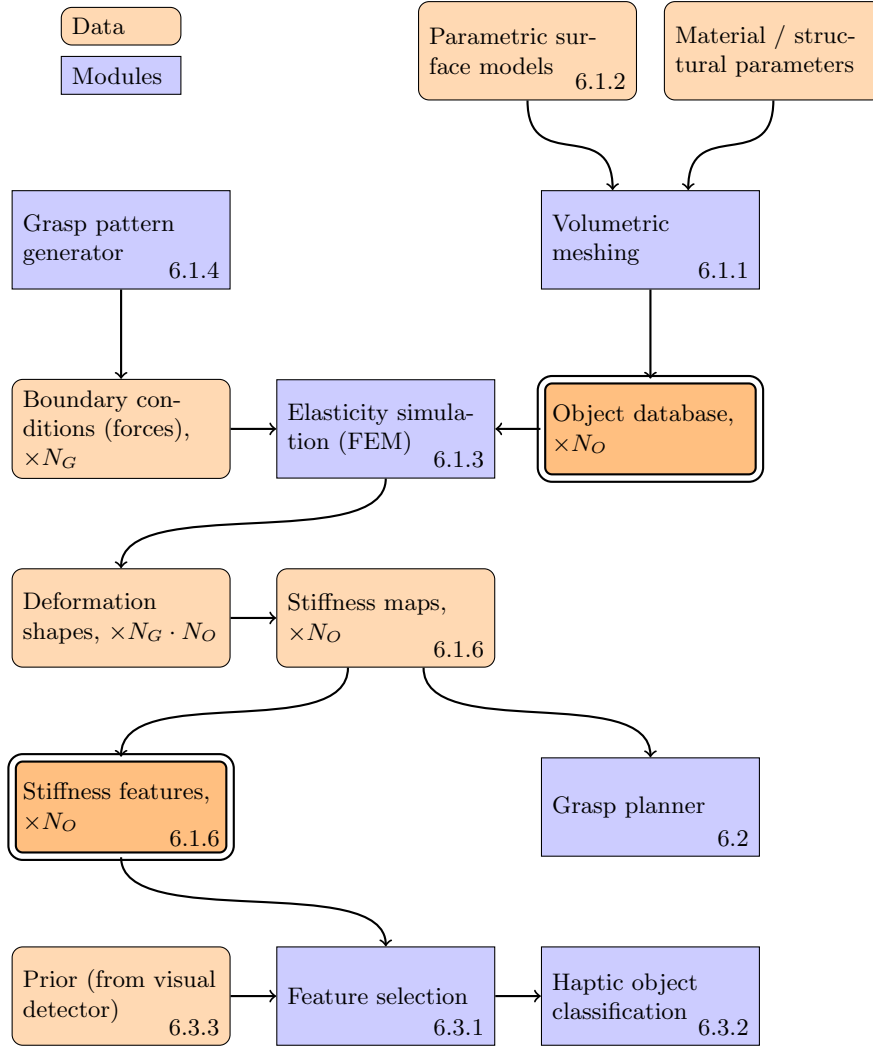 Data
Modules
Parametric sur-
face models
6.1.2
Material / struc-
tural parameters
Grasp pattern
generator
6.1.4
Volumetric
meshing
6.1.1
Boundary con-
ditions (forces),
×N_G
Elasticity simula-
tion (FEM)
6.1.3
Object database,
×N_O
Deformation
shapes, ×N_G · N_O
Stiffness maps,
×N_O
6.1.6
Stiffness features,
×N_O
6.1.6
Grasp planner
6.2
Prior (from visual
detector)
6.3.3
Feature selection
6.3.1
Haptic object
classification
6.3.2